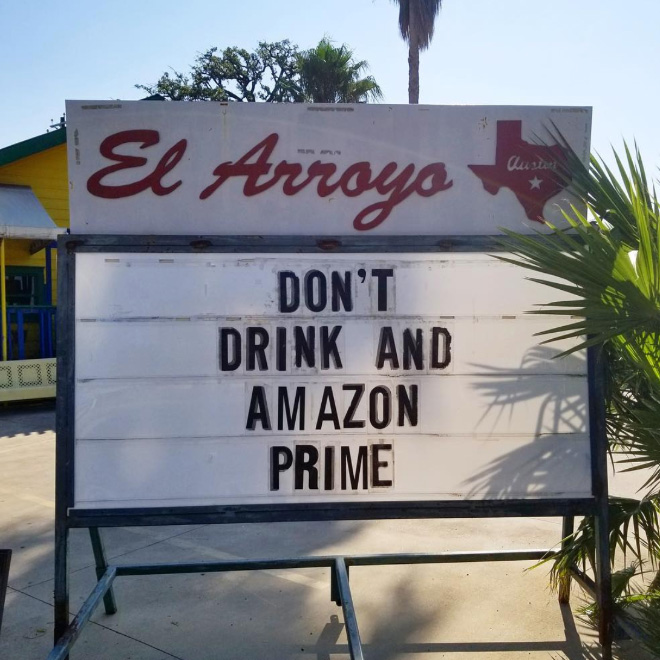 El Arroyo
Austin
DON'T
DRINK AND
AMAZON
PRIME